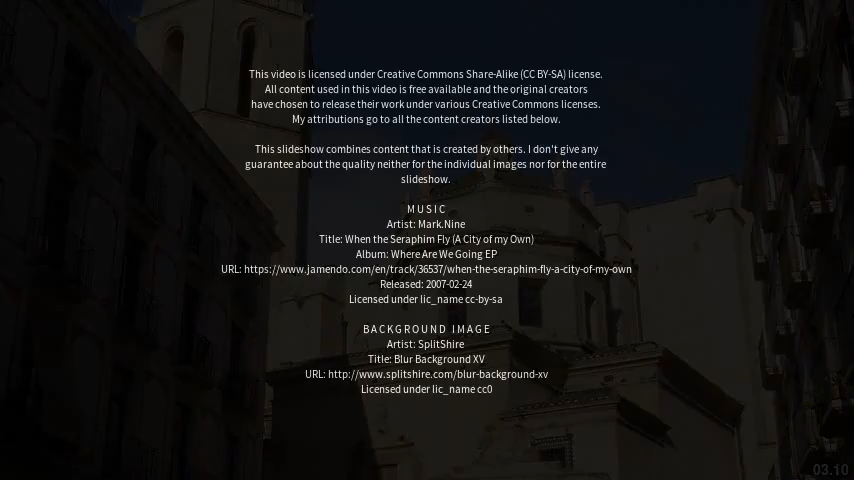 This video is licensed under Creative Commons Share-Alike (CC BY-SA) license.
All content used in this video is free available and the original creators
have chosen to release their work under various Creative Commons licenses.
My attributions go to all the content creators listed below.
This slideshow combines content that is created by others. I don't give any
guarantee about the quality neither for the individual images nor for the entire
slideshow.
MUSIC
Artist: Mark.Nine
Title: When the Seraphim Fly (A City of my Own)
Album: Where Are We Going EP
URL: https://www.jamendo.com/en/track/36537/when-the-seraphim-fly-a-city-of-my-own
Released: 2007-02-24
Licensed under lic_name cc-by-sa
BACKGROUND IMAGE
Artist: SplitShire
Title: Blur Background XV
URL: http://www.splitshire.com/blur-background-xv
Licensed under lic_name cc0
03.10